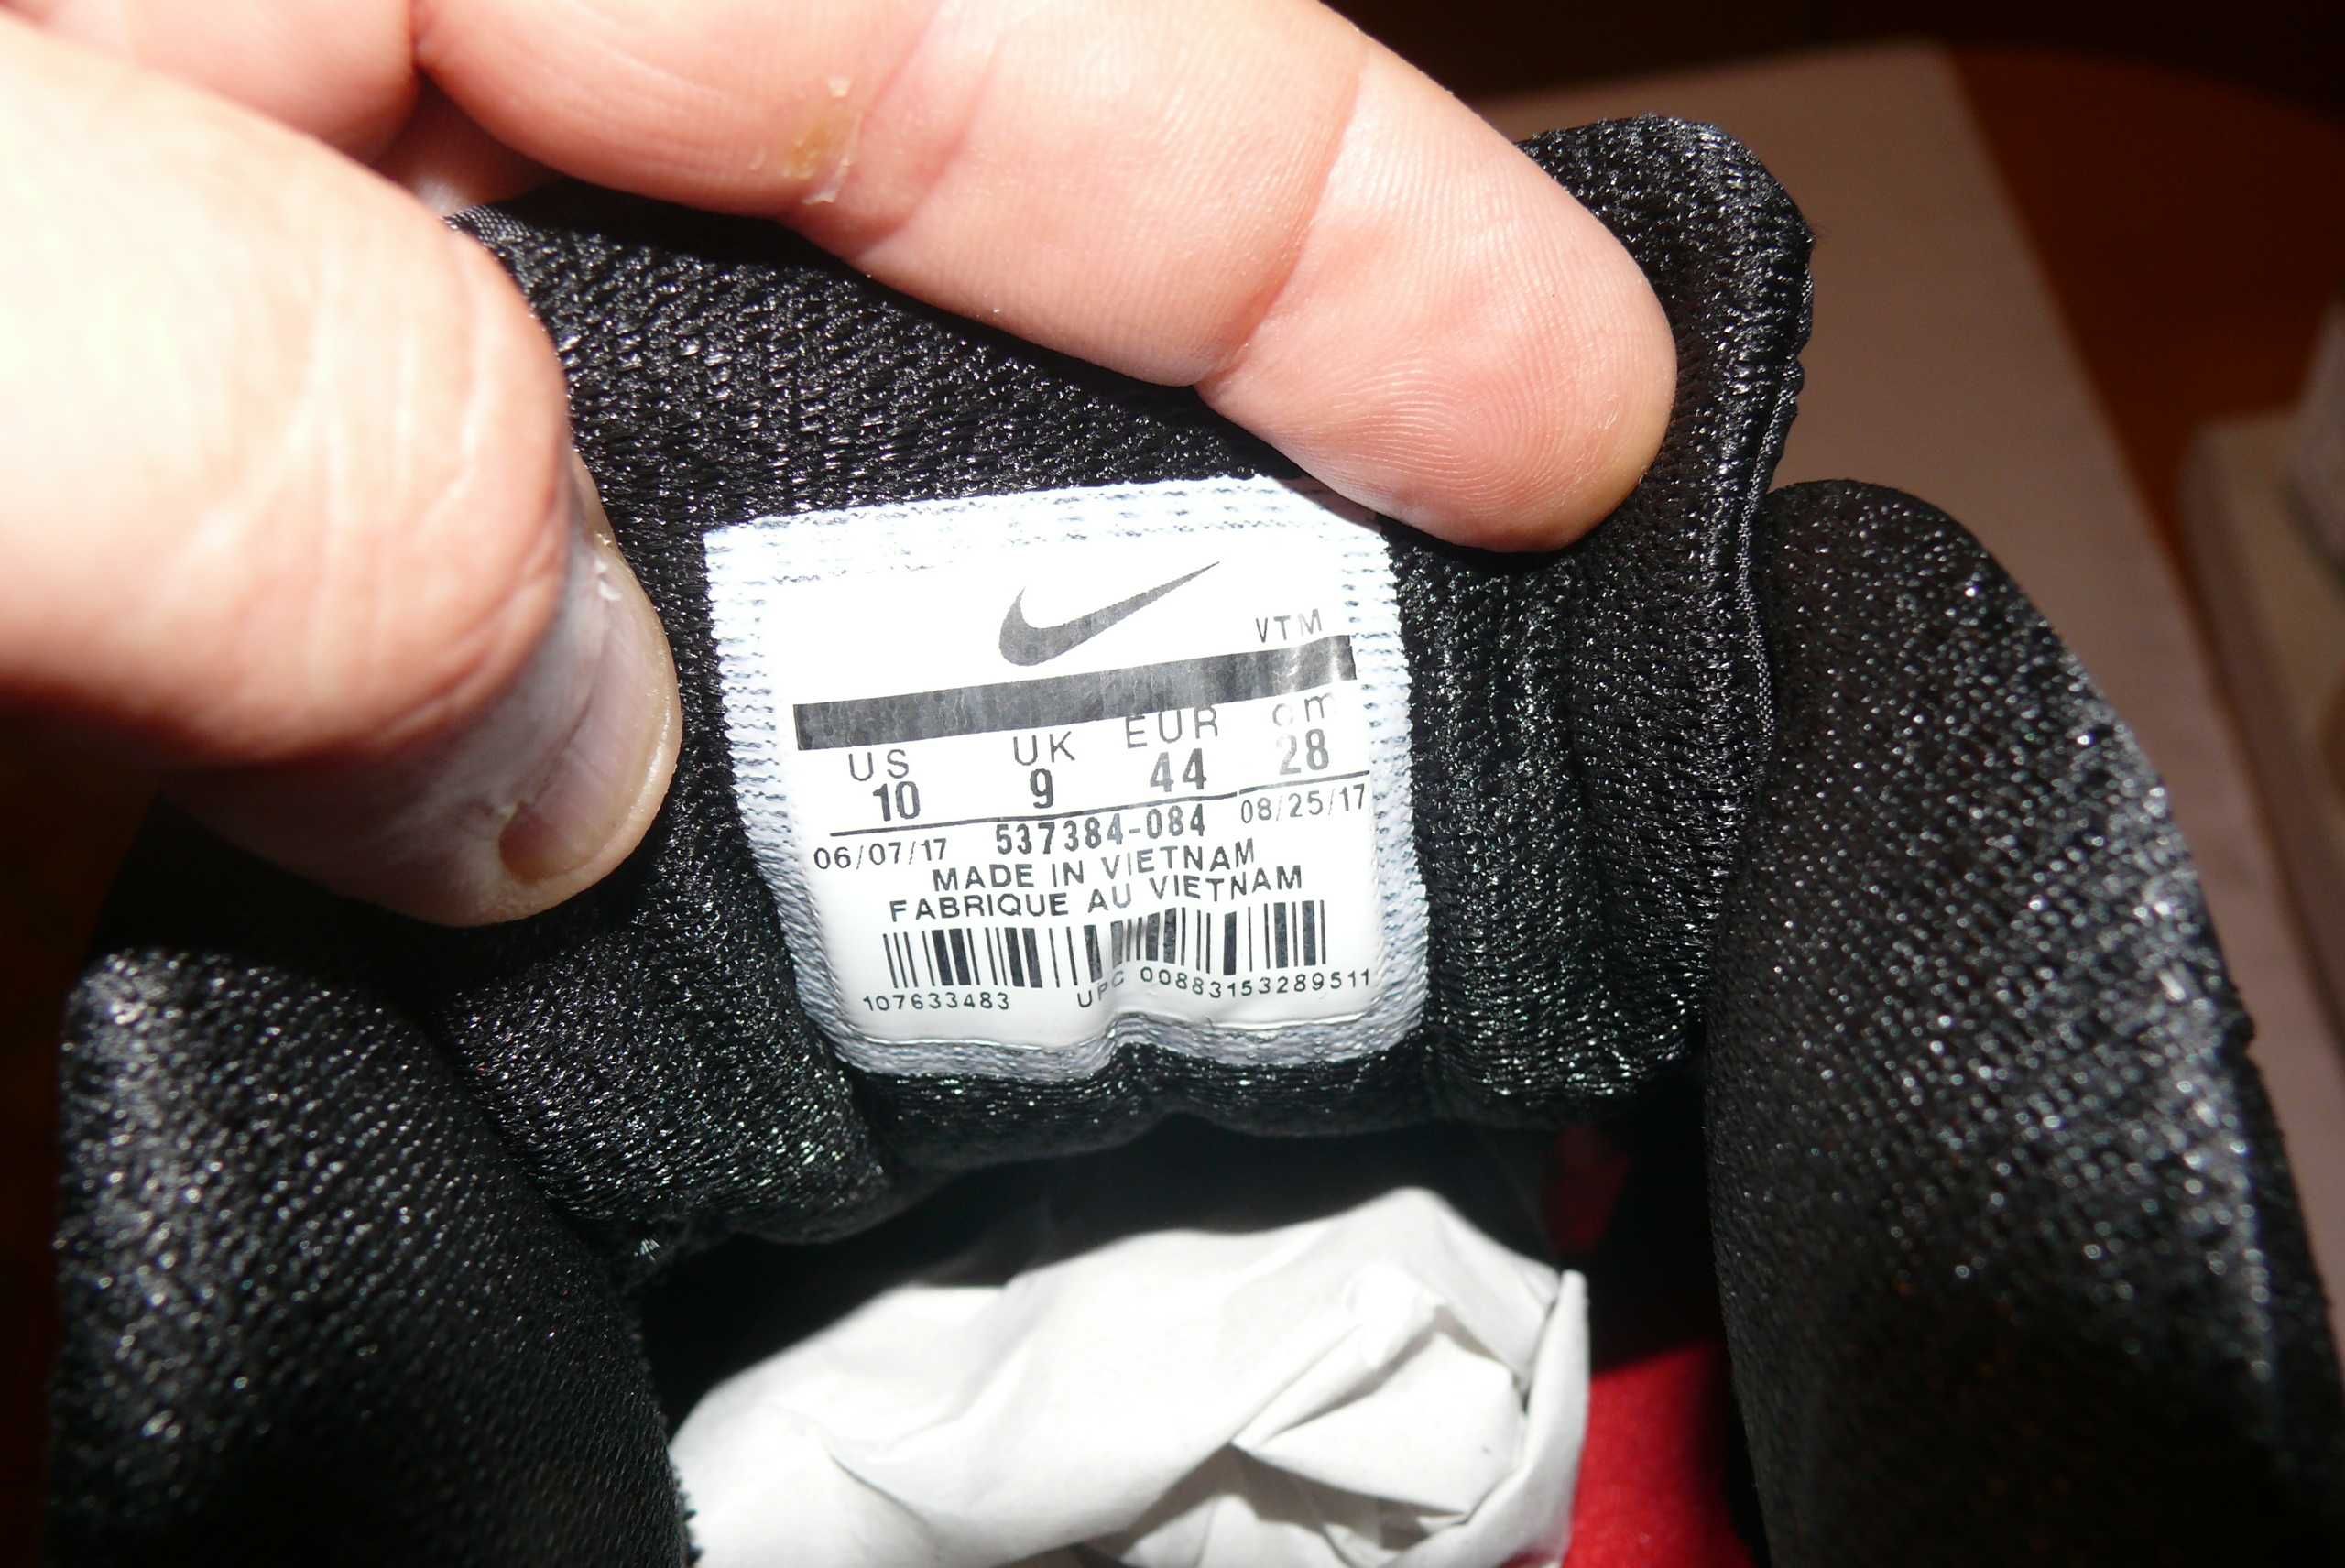 VTM
US UK EUR cm
10 9 44 28
06/07/17 537384-084 08/25/17
MADE IN VIETNAM
FABRIQUE AU VIETNAM
107633483 UPC 00883153289511